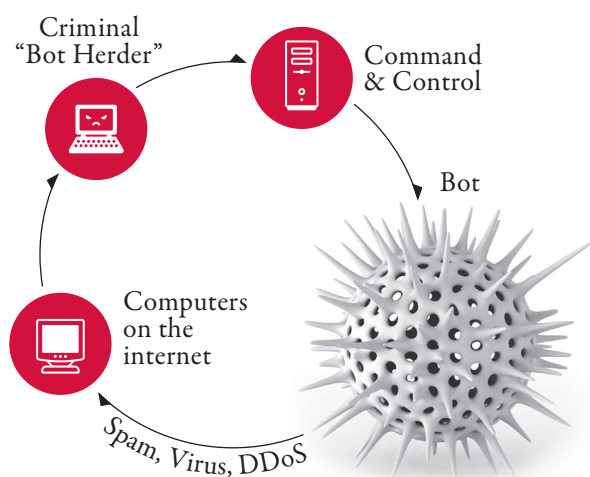 Criminal
“Bot Herder”
Command
& Control
Bot
Computers
on the
internet
Spam, Virus, DDoS